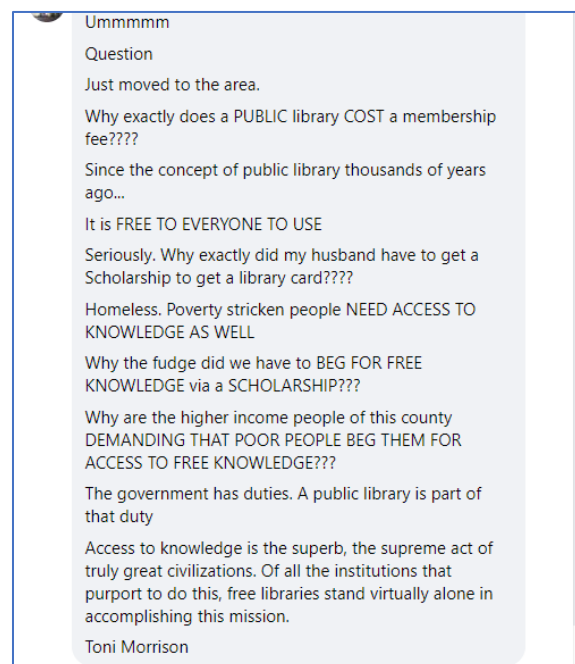 Ummmmm
Question
Just moved to the area.
Why exactly does a PUBLIC library COST a membership
fee????
Since the concept of public library thousands of years
ago...
It is FREE TO EVERYONE TO USE
Seriously. Why exactly did my husband have to get a
Scholarship to get a library card????
Homeless. Poverty stricken people NEED ACCESS TO
KNOWLEDGE AS WELL
Why the fudge did we have to BEG FOR FREE
KNOWLEDGE via a SCHOLARSHIP???
Why are the higher income people of this county
DEMANDING THAT POOR PEOPLE BEG THEM FOR
ACCESS TO FREE KNOWLEDGE???
The government has duties. A public library is part of
that duty
Access to knowledge is the superb, the supreme act of
truly great civilizations. Of all the institutions that
purport to do this, free libraries stand virtually alone in
accomplishing this mission.
Toni Morrison